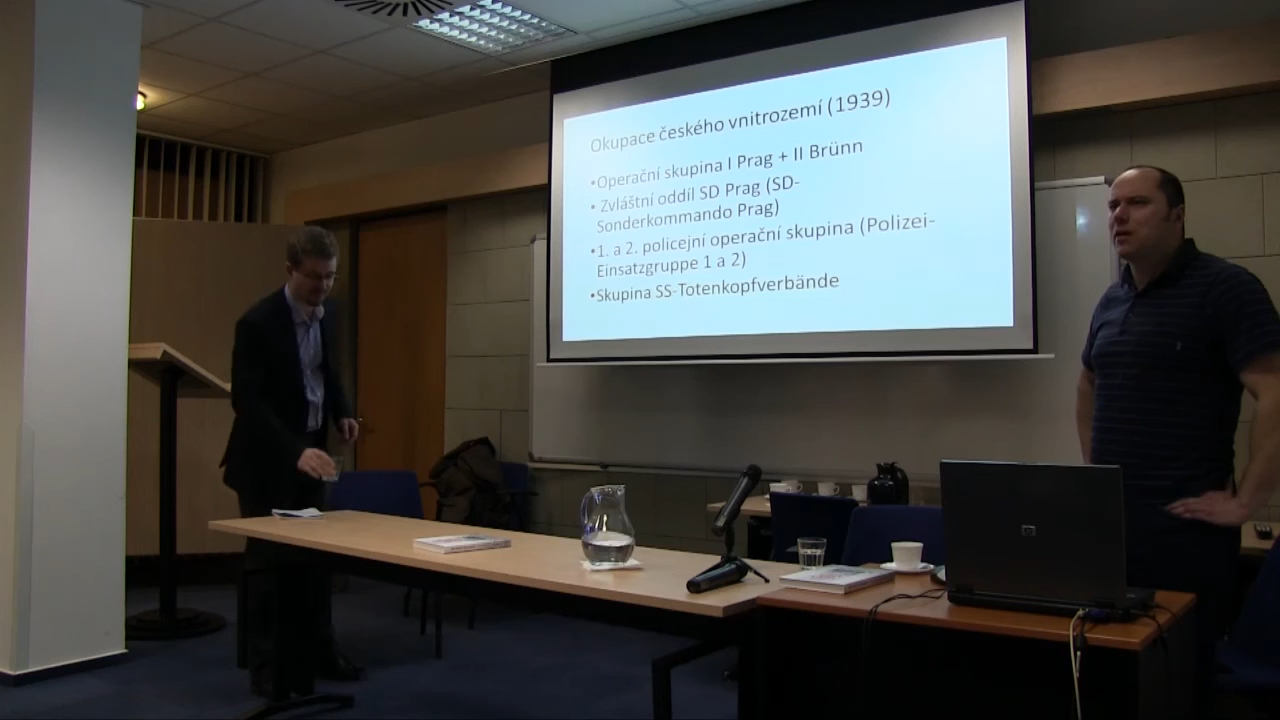 Okupace českého vnitrozemí (1939)
•Operační skupina I Prag + II Brünn
• Zvláštní oddíl SD Prag (SD-
Sonderkommando Prag)
•1. a 2. policejní operační skupina (Polizei-
Einsatzgruppe 1 a 2)
•Skupina SS-Totenkopfverbände
hp